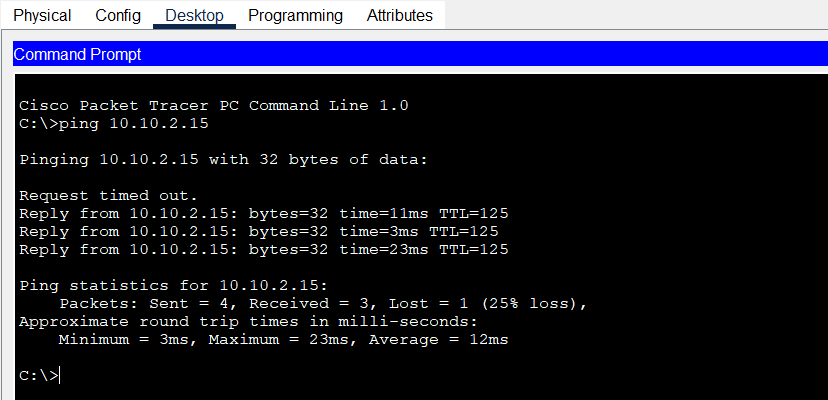 Physical Config Desktop Programming Attributes
Command Prompt
Cisco Packet Tracer PC Command Line 1.0
C:\>ping 10.10.2.15
Pinging 10.10.2.15 with 32 bytes of data:
Request timed out.
Reply from 10.10.2.15: bytes=32 time=11ms TTL=125
Reply from 10.10.2.15: bytes=32 time=3ms TTL=125
Reply from 10.10.2.15: bytes=32 time=23ms TTL=125
Ping statistics for 10.10.2.15:
Packets: Sent = 4, Received = 3, Lost = 1 (25% loss),
Approximate round trip times in milli-seconds:
Minimum = 3ms, Maximum = 23ms, Average = 12ms
C:\>